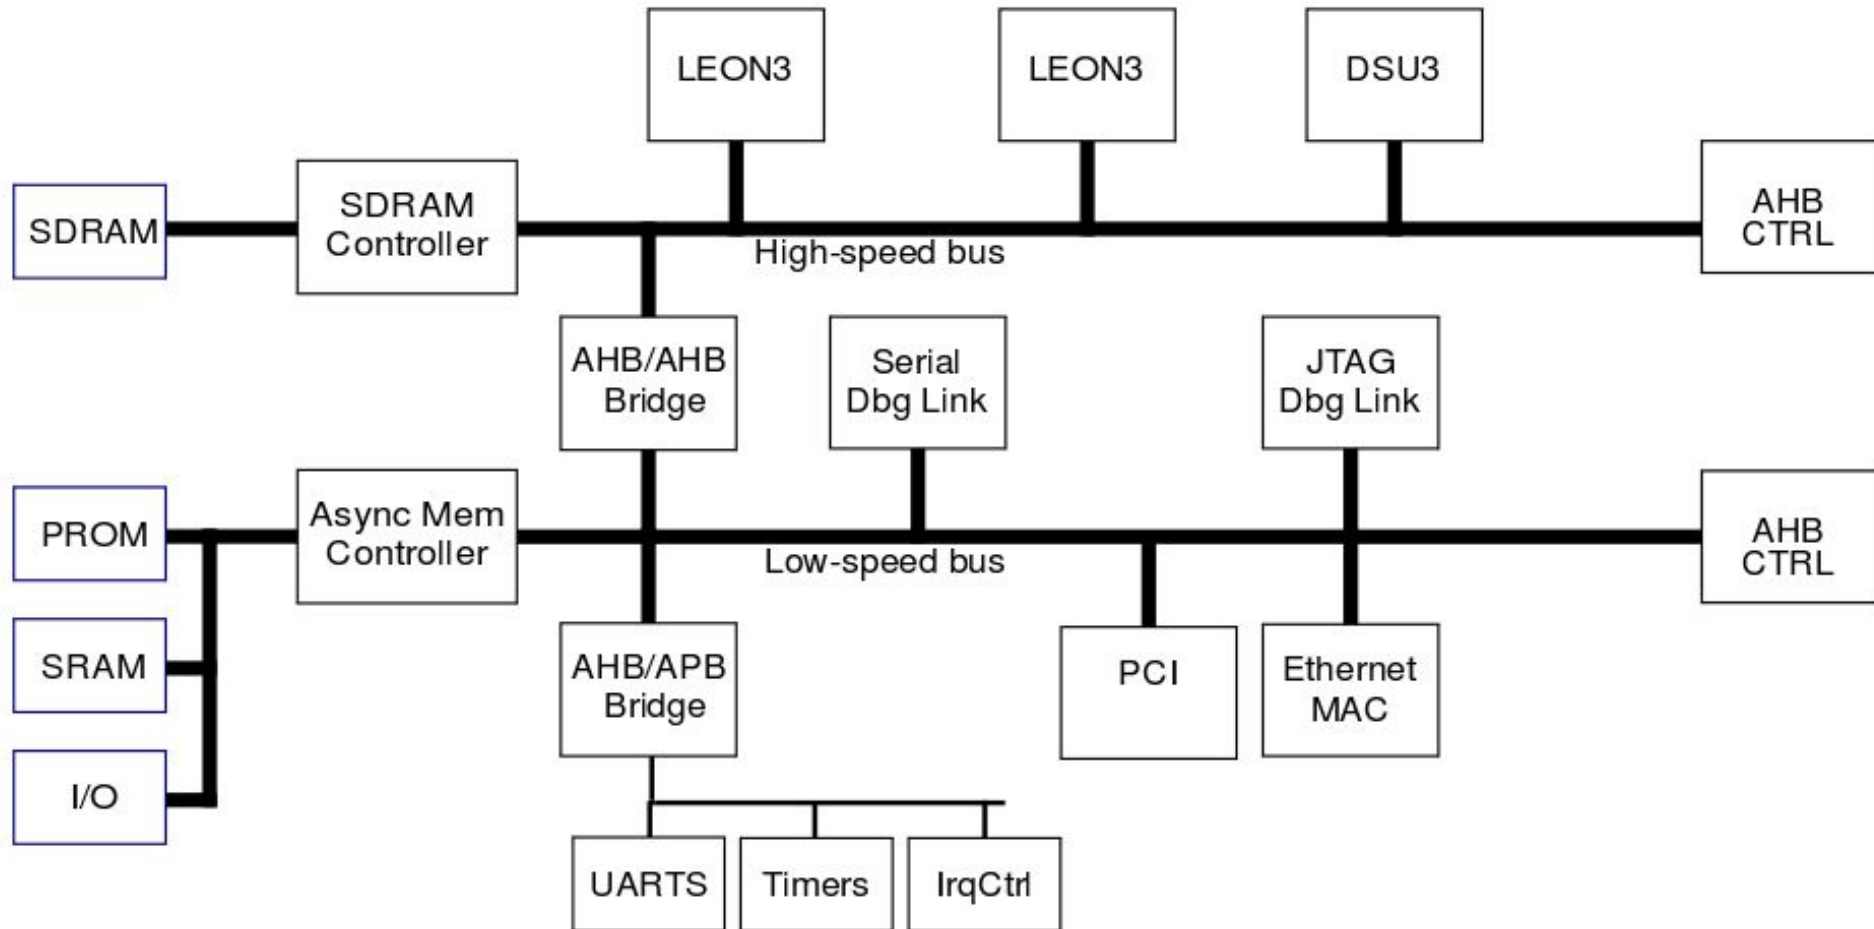 LEON3
LEON3
DSU3
SDRAM
SDRAM
Controller
AHB
CTRL
High-speed bus
AHB/AHB
Bridge
Serial
Dbg Link
JTAG
Dbg Link
PROM
Async Mem
Controller
AHB
CTRL
Low-speed bus
SRAM
AHB/APB
Bridge
PCI
Ethernet
MAC
I/O
UARTS
Timers
IrqCtrl